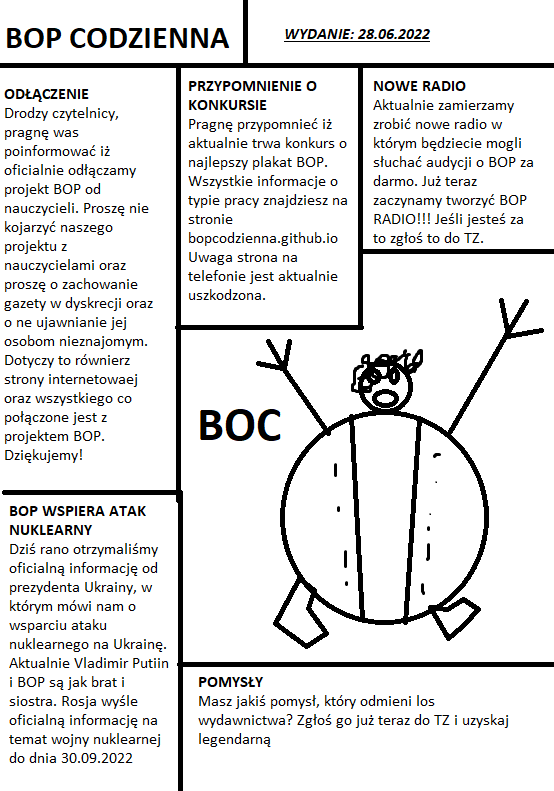 BOP CODZIENNA
WYDANIE: 28.06.2022
ODŁĄCZENIE
Drodzy czytelnicy,
pragnę was
poinformować iż
oficialnie odłączamy
projekt BOP od
nauczycieli. Proszę nie
kojarzyć naszego
projektu z
nauczycielami oraz
proszę o zachowanie
gazety w dyskrecji oraz
o ne ujawnianie jej
osobom nieznajomym.
Dotyczy to równierz
strony internetowaej
oraz wszystkiego co
połączone jest z
projektem BOP.
Dziękujemy!
PRZYPOMNIENIE O
KONKURSIE
Pragnę przypomnieć iż
aktualnie trwa konkurs o
najlepszy plakat BOP.
Wszystkie informacje o
typie pracy znajdziesz na
stronie
bopcodzienna.github.io
Uwaga strona na
telefonie jest aktualnie
uszkodzona.
NOWE RADIO
Aktualnie zamierzamy
zrobić nowe radio w
którym będziecie mogli
słuchać audycji o BOP za
darmo. Już teraz
zaczynamy tworzyć BOP
RADIO!!! Jeśli jesteś za
to zgłoś to do TZ.
BOC
BOP WSPIERA ATAK
NUKLEARNY
Dziś rano otrzymaliśmy
oficialną informację od
prezydenta Ukrainy, w
którym mówi nam o
wsparciu ataku
nuklearnego na Ukrainę.
Aktualnie Vladimir Putiin
i BOP są jak brat i
siostra. Rosja wyśle
oficialną informację na
temat wojny nuklearnej
do dnia 30.09.2022
POMYSŁY
Masz jakiś pomysł, który odmieni los
wydawnictwa? Zgłoś go już teraz do TZ i uzyskaj
legendarną